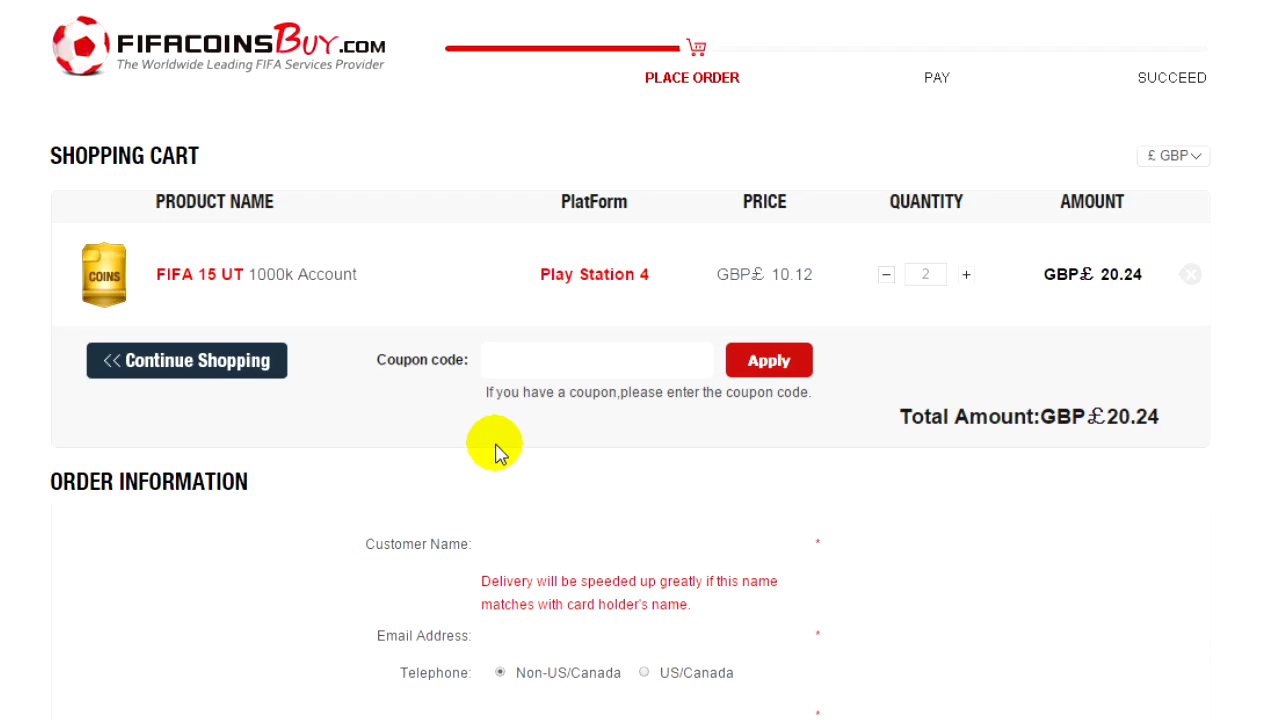 FIFACOINSBuy.COM
The Worldwide Leading FIFA Services Provider
PLACE ORDER PAY SUCCEED
SHOPPING CART
£ GBP
PRODUCT NAME PlatForm PRICE QUANTITY AMOUNT
COINS FIFA 15 UT 1000k Account Play Station 4 GBP£ 10.12 − 2 + GBP£ 20.24
<< Continue Shopping Coupon code: Apply
If you have a coupon,please enter the coupon code.
Total Amount:GBP£20.24
ORDER INFORMATION
Customer Name: *
Delivery will be speeded up greatly if this name
matches with card holder's name.
Email Address: *
Telephone: Non-US/Canada US/Canada
*